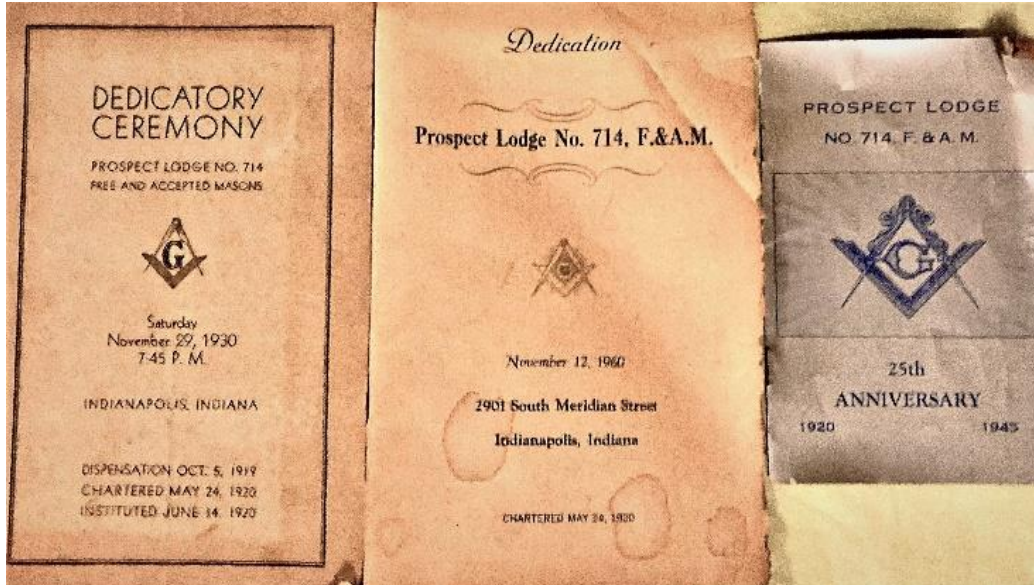 DEDICATORY
CEREMONY
PROSPECT LODGE NO. 714
FREE AND ACCEPTED MASONS
G
Saturday
November 29, 1930
7:45 P. M.
INDIANAPOLIS, INDIANA
DISPENSATION OCT. 5, 1919
CHARTERED MAY 24, 1920
INSTITUTED JUNE 14, 1920
Dedication
Prospect Lodge No. 714, F.&A.M.
G
November 12, 1960
2901 South Meridian Street
Indianapolis, Indiana
CHARTERED MAY 24, 1920
PROSPECT LODGE
NO. 714, F. & A. M.
G
25th
ANNIVERSARY
1920 1945